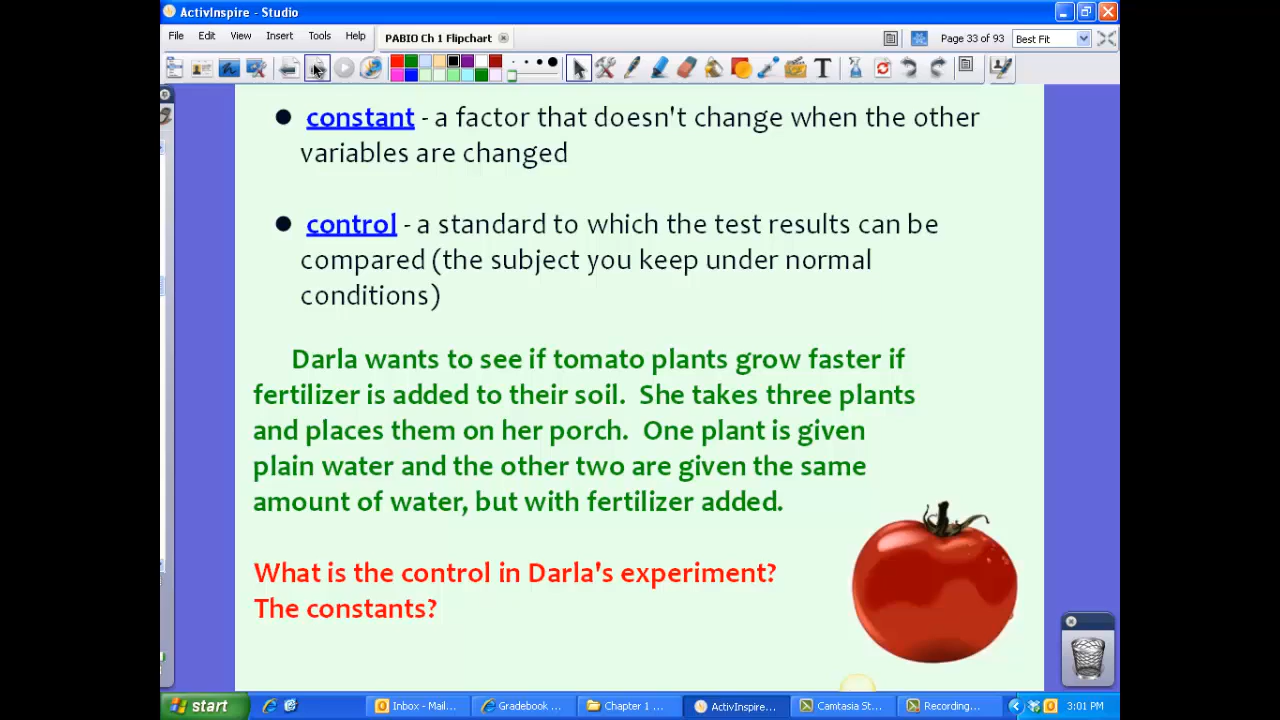 ActivInspire - Studio
File Edit View Insert Tools Help
PABIO Ch 1 Flipchart
Page 33 of 93
Best Fit
constant - a factor that doesn't change when the other
variables are changed
control - a standard to which the test results can be
compared (the subject you keep under normal
conditions)
Darla wants to see if tomato plants grow faster if
fertilizer is added to their soil. She takes three plants
and places them on her porch. One plant is given
plain water and the other two are given the same
amount of water, but with fertilizer added.
What is the control in Darla's experiment?
The constants?
start
Inbox - Mail...
Gradebook ...
Chapter 1 ...
ActivInspire...
Camtasia St...
Recording...
3:01 PM